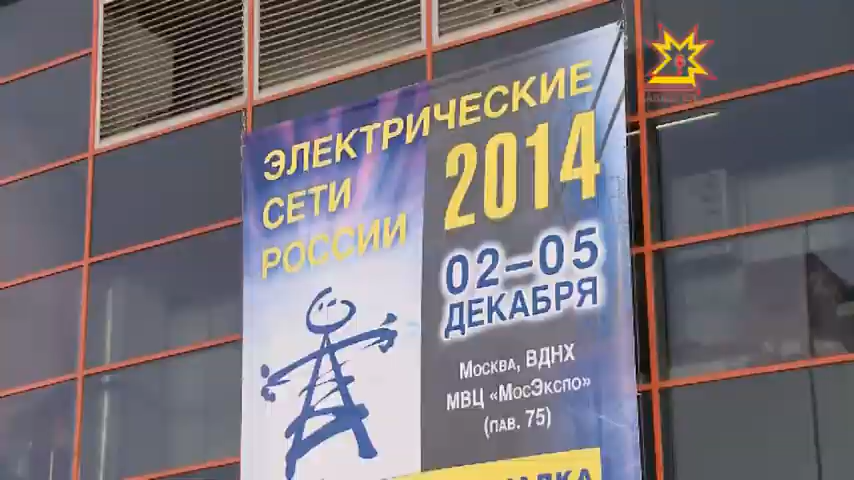 ЭЛЕКТРИЧЕСКИЕ
СЕТИ
РОССИИ
2014
02–05
ДЕКАБРЯ
Москва, ВДНХ
МВЦ «МосЭкспо»
(пав. 75)